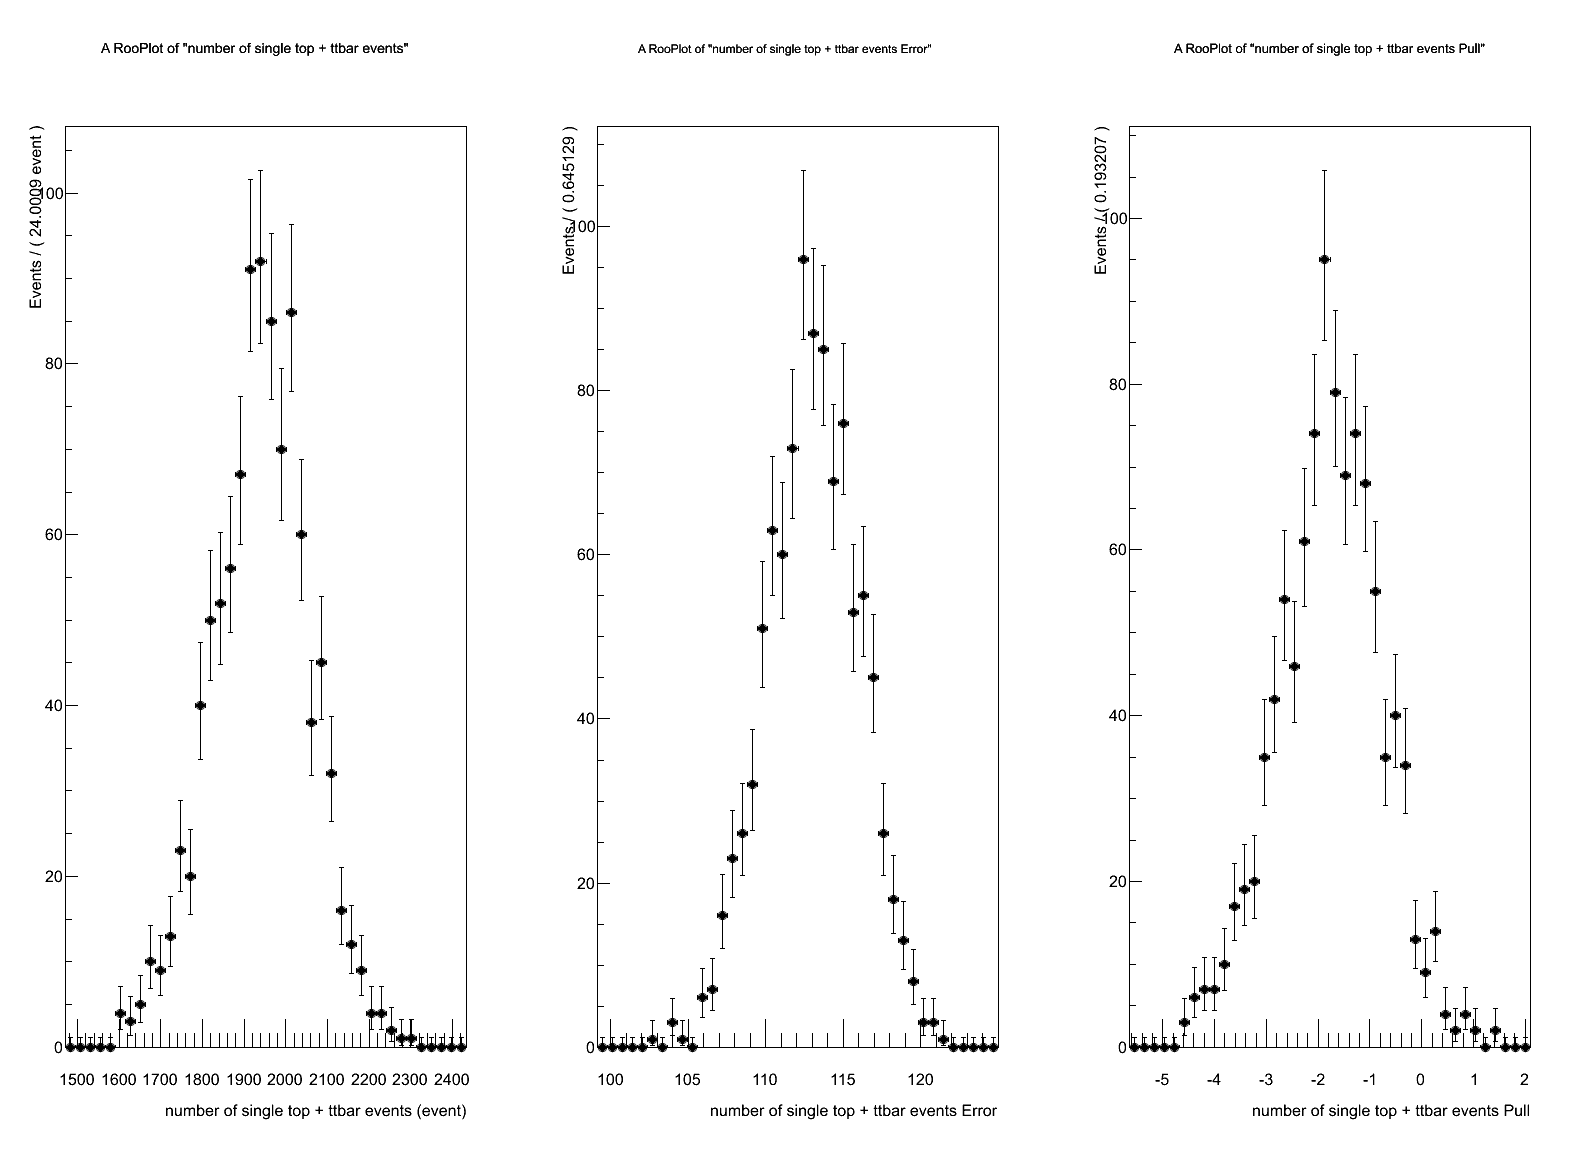 A RooPlot of "number of single top + ttbar events"
Events / ( 24.0009 event )
100
80
60
40
20
0
1500 1600 1700 1800 1900 2000 2100 2200 2300 2400
number of single top + ttbar events (event)
A RooPlot of "number of single top + ttbar events Error"
Events / ( 0.645129 )
100
80
60
40
20
0
100 105 110 115 120
number of single top + ttbar events Error
A RooPlot of "number of single top + ttbar events Pull"
Events / ( 0.193207 )
100
80
60
40
20
0
-5 -4 -3 -2 -1 0 1 2
number of single top + ttbar events Pull